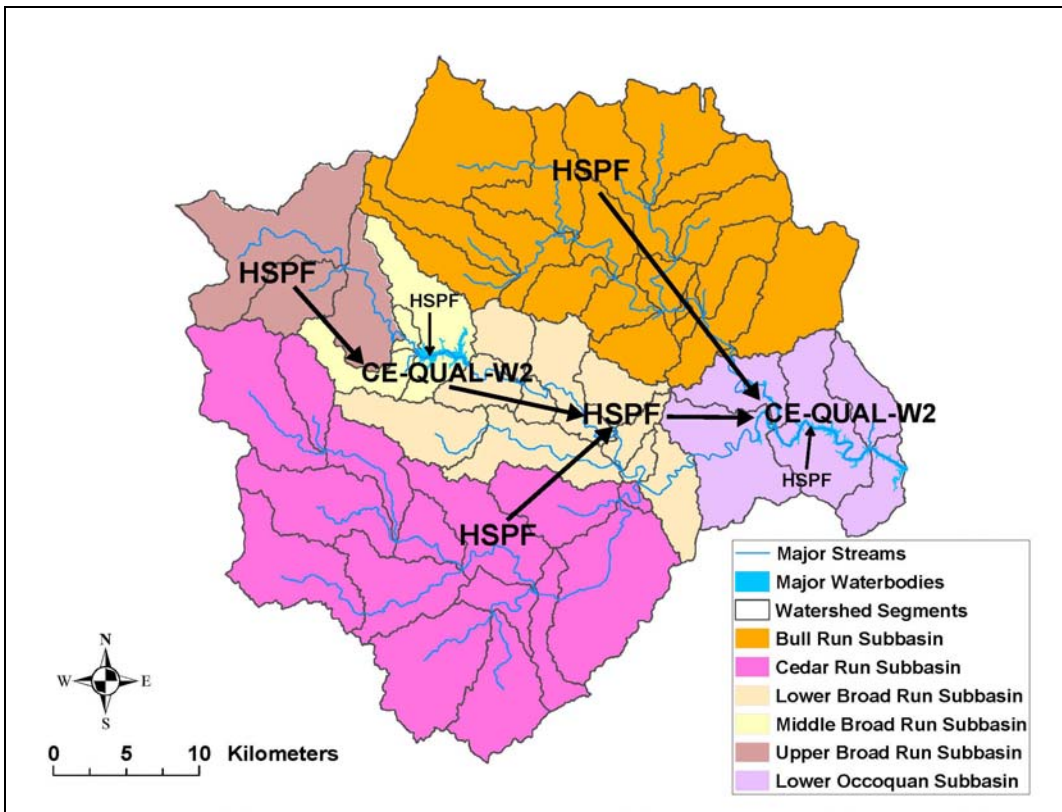 HSPF
HSPF
HSPF
CE-QUAL-W2
HSPF
CE-QUAL-W2
HSPF
HSPF
Major Streams
Major Waterbodies
Watershed Segments
Bull Run Subbasin
Cedar Run Subbasin
Lower Broad Run Subbasin
Middle Broad Run Subbasin
Upper Broad Run Subbasin
Lower Occoquan Subbasin
N
W E
S
0 5 10 Kilometers